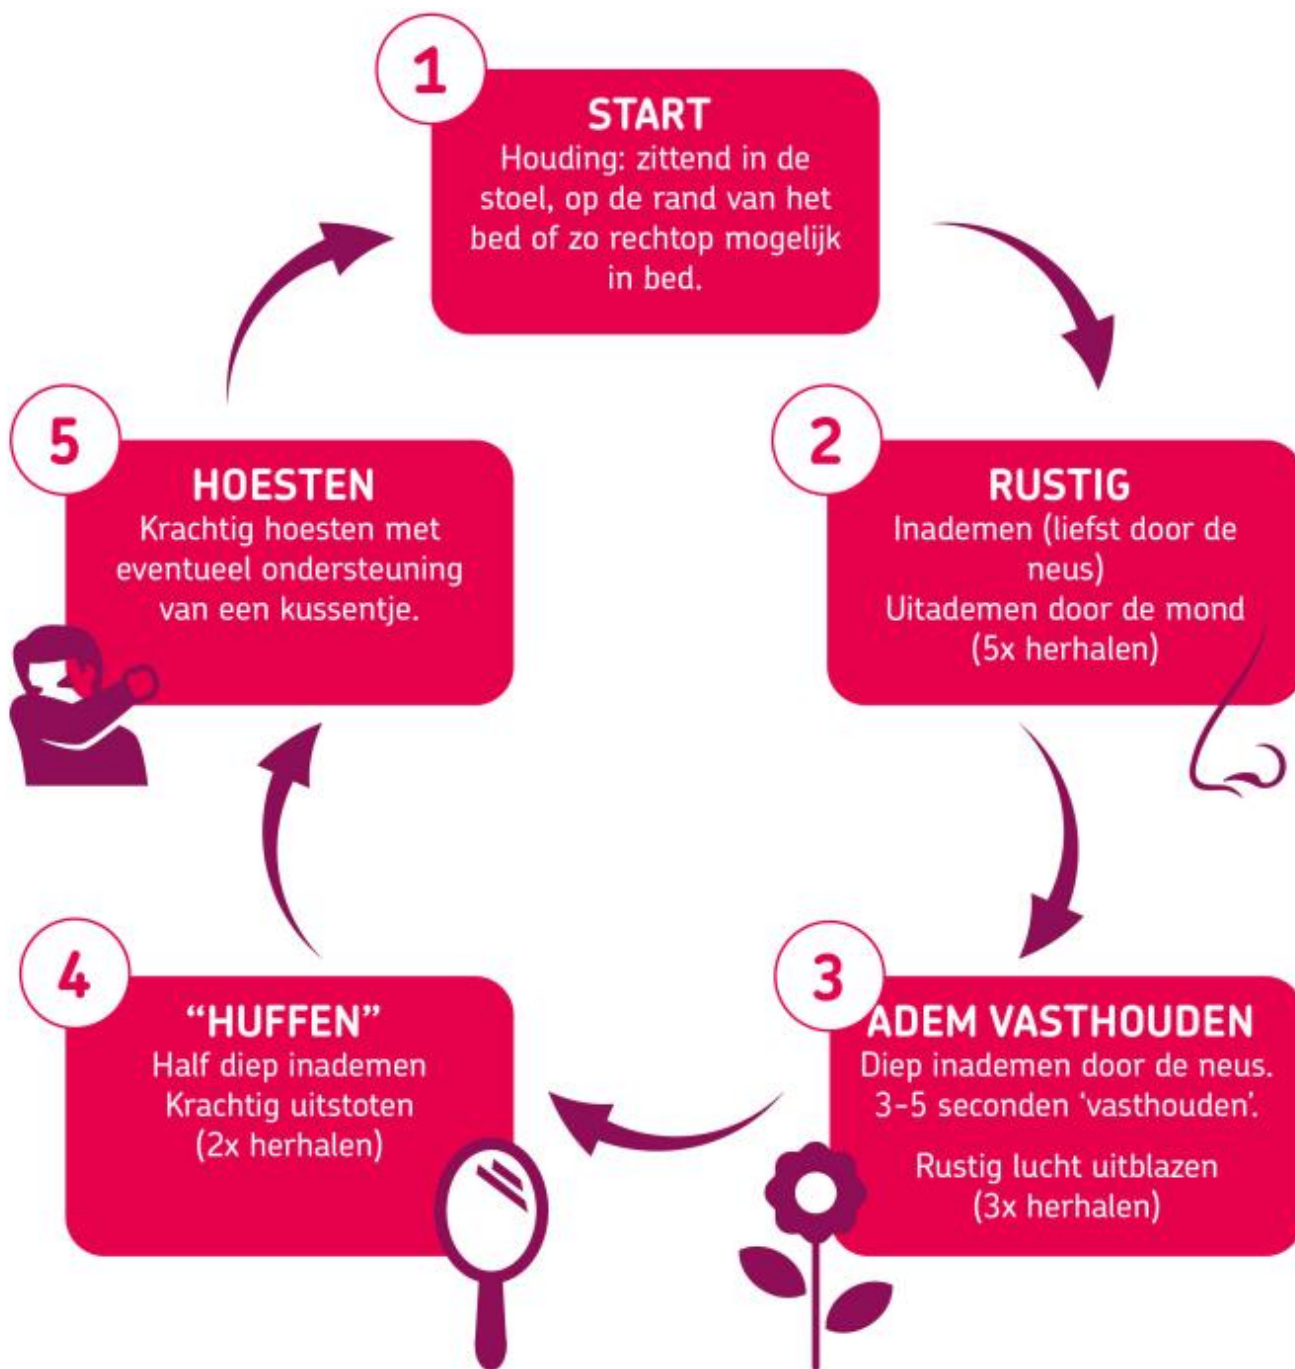 1
START
Houding: zittend in de
stoel, op de rand van het
bed of zo rechtop mogelijk
in bed.
2
RUSTIG
Inademen (liefst door de
neus)
Uitademen door de mond
(5x herhalen)
3
ADEM VASTHOUDEN
Diep inademen door de neus.
3-5 seconden ‘vasthouden’.
Rustig lucht uitblazen
(3x herhalen)
4
“HUFFEN”
Half diep inademen
Krachtig uitstoten
(2x herhalen)
5
HOESTEN
Krachtig hoesten met
eventueel ondersteuning
van een kussentje.